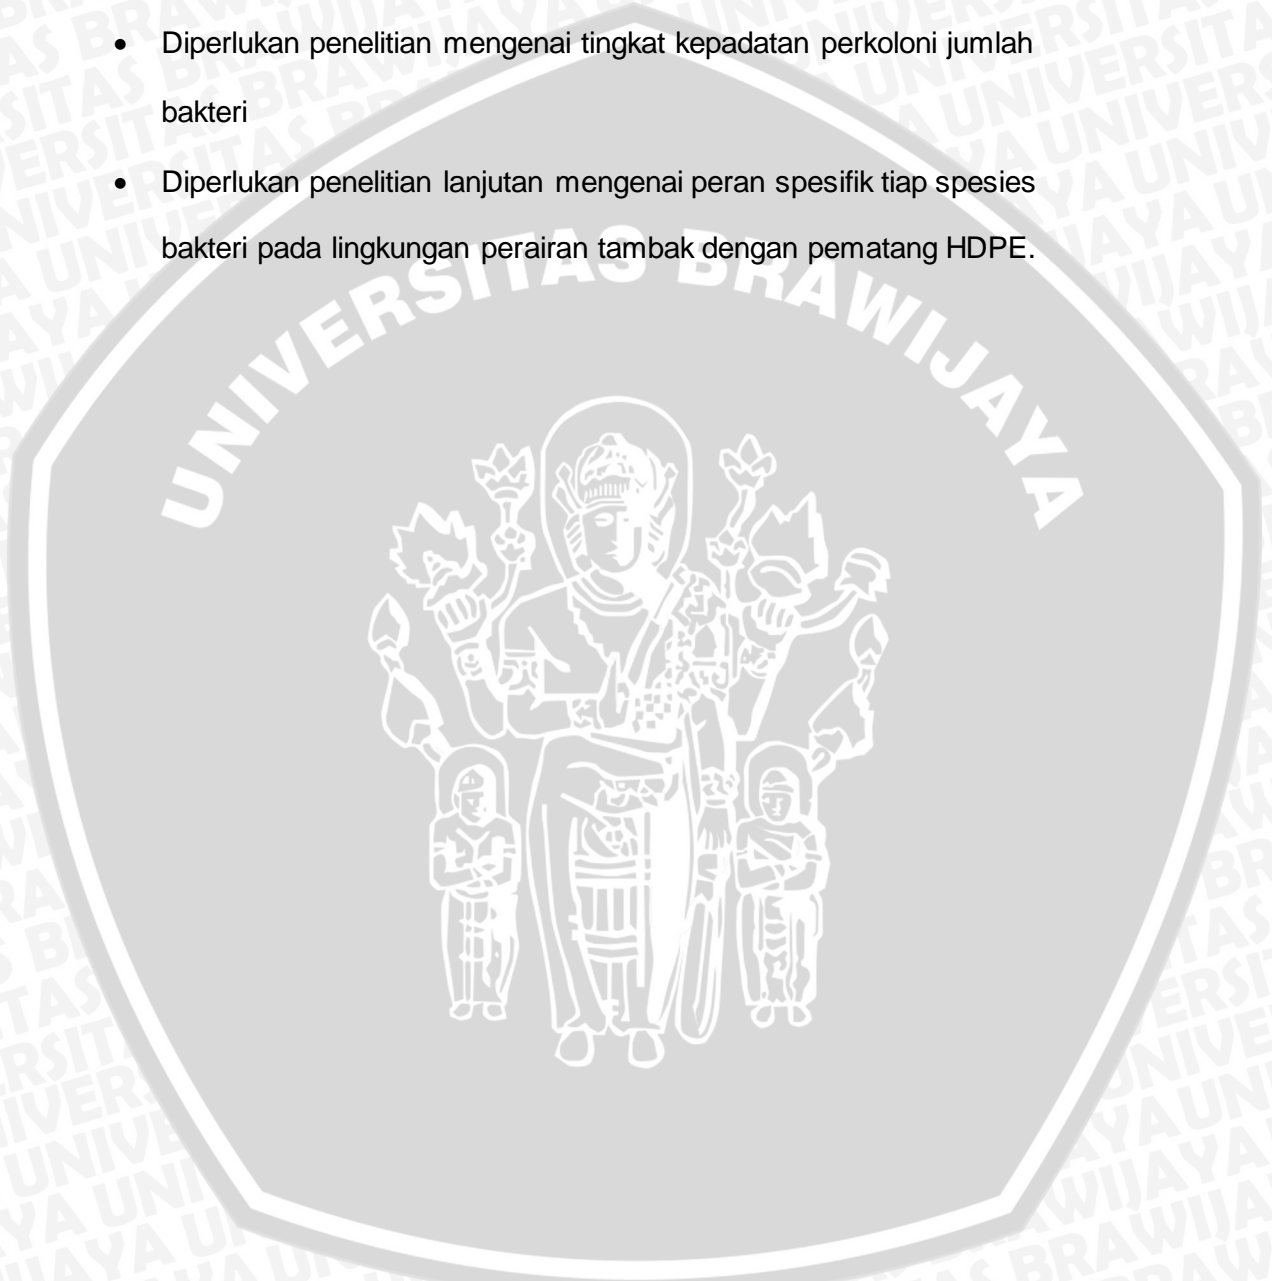 • Diperlukan penelitian mengenai tingkat kepadatan perkoloni jumlah
bakteri
• Diperlukan penelitian lanjutan mengenai peran spesifik tiap spesies
bakteri pada lingkungan perairan tambak dengan pematang HDPE.
UNIVERSITAS BRAWIJAYA